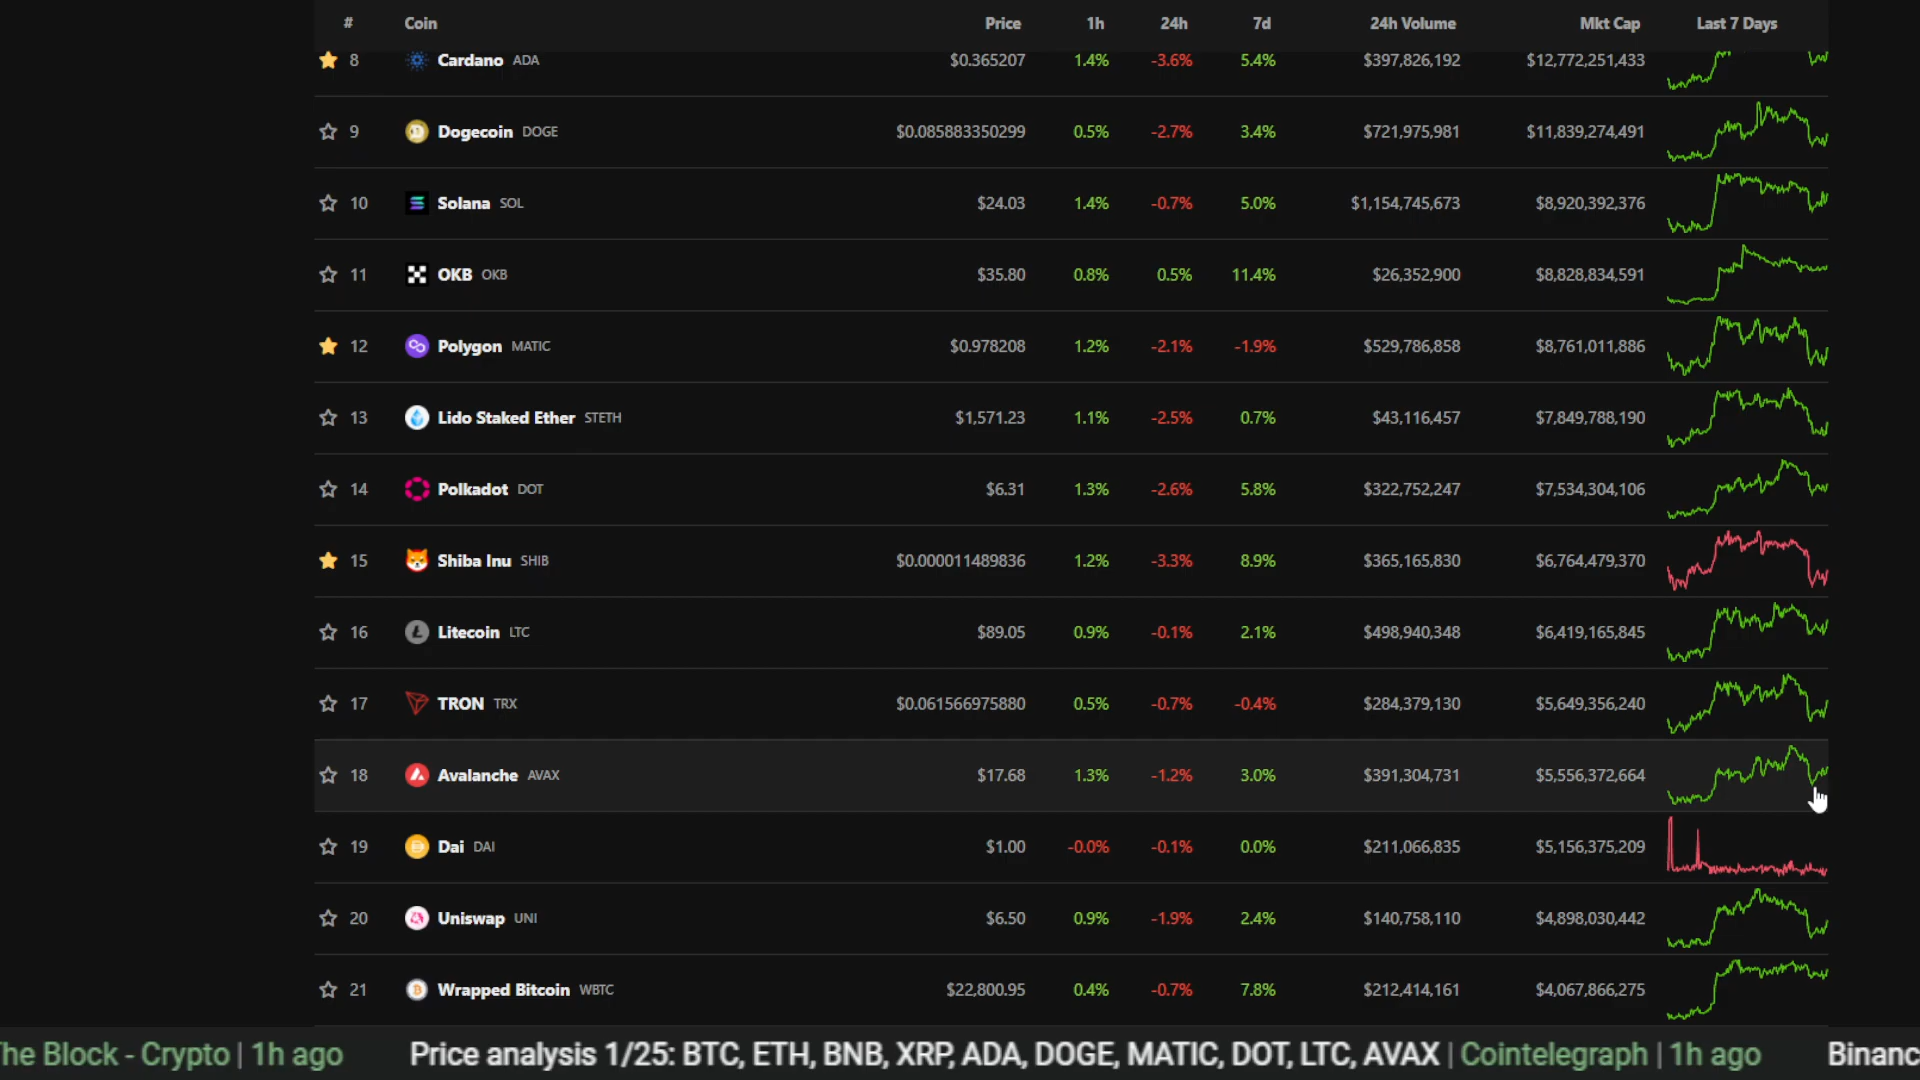 # Coin Price 1h 24h 7d 24h Volume Mkt Cap Last 7 Days
8 Cardano ADA $0.365207 1.4% -3.6% 5.4% $397,826,192 $12,772,251,433
9 Dogecoin DOGE $0.085883350299 0.5% -2.7% 3.4% $721,975,981 $11,839,274,491
10 Solana SOL $24.03 1.4% -0.7% 5.0% $1,154,745,673 $8,920,392,376
11 OKB OKB $35.80 0.8% 0.5% 11.4% $26,352,900 $8,828,834,591
12 Polygon MATIC $0.978208 1.2% -2.1% -1.9% $529,786,858 $8,761,011,886
13 Lido Staked Ether STETH $1,571.23 1.1% -2.5% 0.7% $43,116,457 $7,849,788,190
14 Polkadot DOT $6.31 1.3% -2.6% 5.8% $322,752,247 $7,534,304,106
15 Shiba Inu SHIB $0.000011489836 1.2% -3.3% 8.9% $365,165,830 $6,764,479,370
16 Litecoin LTC $89.05 0.9% -0.1% 2.1% $498,940,348 $6,419,165,845
17 TRON TRX $0.061566975880 0.5% -0.7% -0.4% $284,379,130 $5,649,356,240
18 Avalanche AVAX $17.68 1.3% -1.2% 3.0% $391,304,731 $5,556,372,664
19 Dai DAI $1.00 -0.0% -0.1% 0.0% $211,066,835 $5,156,375,209
20 Uniswap UNI $6.50 0.9% -1.9% 2.4% $140,758,110 $4,898,030,442
21 Wrapped Bitcoin WBTC $22,800.95 0.4% -0.7% 7.8% $212,414,161 $4,067,866,275
The Block - Crypto | 1h ago Price analysis 1/25: BTC, ETH, BNB, XRP, ADA, DOGE, MATIC, DOT, LTC, AVAX | Cointelegraph | 1h ago Binanc